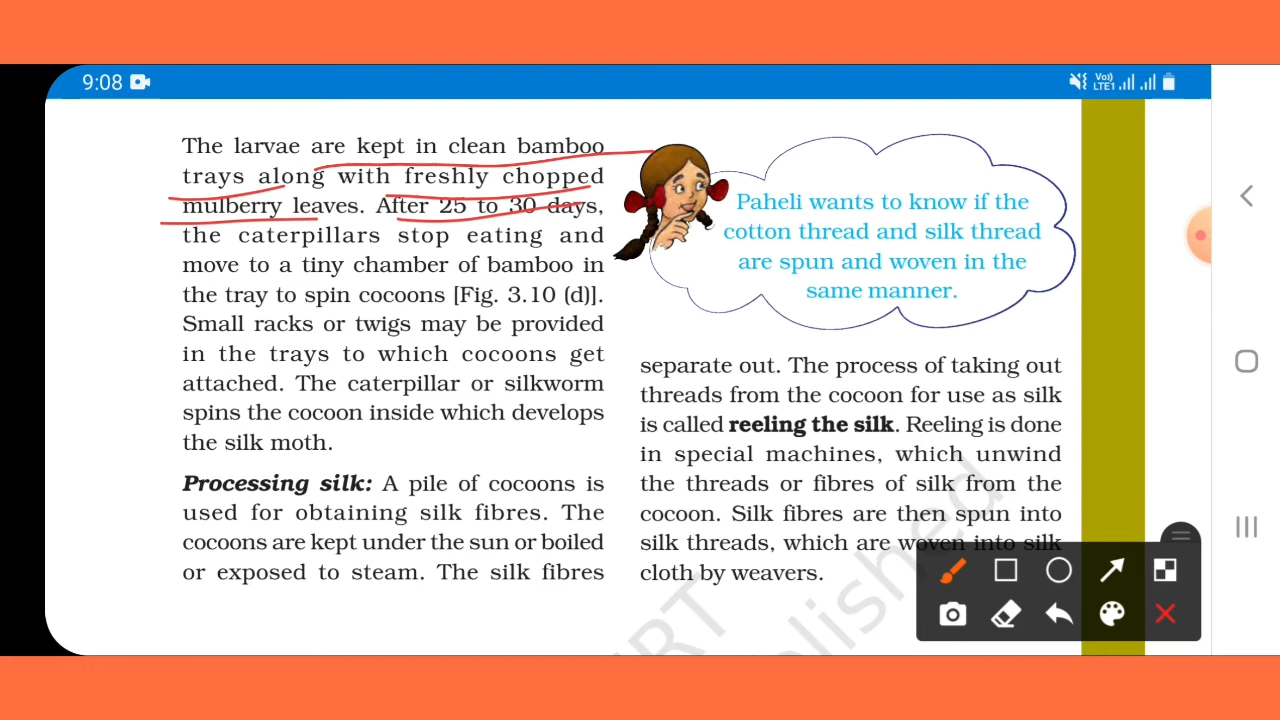 9:08
Vo))
LTE1
The larvae are kept in clean bamboo
trays along with freshly chopped
mulberry leaves. After 25 to 30 days,
the caterpillars stop eating and
move to a tiny chamber of bamboo in
the tray to spin cocoons [Fig. 3.10 (d)].
Small racks or twigs may be provided
in the trays to which cocoons get
attached. The caterpillar or silkworm
spins the cocoon inside which develops
the silk moth.
Processing silk: A pile of cocoons is
used for obtaining silk fibres. The
cocoons are kept under the sun or boiled
or exposed to steam. The silk fibres
Paheli wants to know if the
cotton thread and silk thread
are spun and woven in the
same manner.
separate out. The process of taking out
threads from the cocoon for use as silk
is called reeling the silk. Reeling is done
in special machines, which unwind
the threads or fibres of silk from the
cocoon. Silk fibres are then spun into
silk threads, which are woven into silk
cloth by weavers.